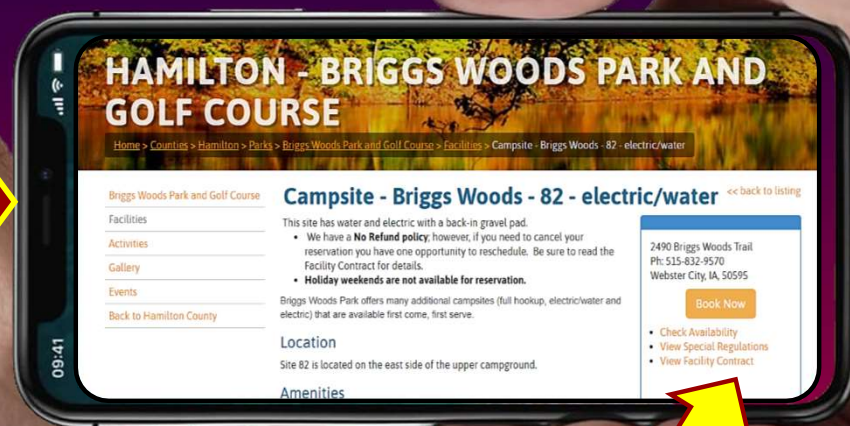 09:41
HAMILTON - BRIGGS WOODS PARK AND
GOLF COURSE
Home > Counties > Hamilton > Parks > Briggs Woods Park and Golf Course > Facilities > Campsite - Briggs Woods - 82 - electric/water
Briggs Woods Park and Golf Course
Facilities
Activities
Gallery
Events
Back to Hamilton County
Campsite - Briggs Woods - 82 - electric/water
<< back to listing
This site has water and electric with a back-in gravel pad.
• We have a No Refund policy; however, if you need to cancel your
reservation you have one opportunity to reschedule. Be sure to read the
Facility Contract for details.
• Holiday weekends are not available for reservation.
Briggs Woods Park offers many additional campsites (full hookup, electric/water and
electric) that are available first come, first serve.
Location
Site 82 is located on the east side of the upper campground.
Amenities
2490 Briggs Woods Trail
Ph: 515-832-9570
Webster City, IA, 50595
Book Now
• Check Availability
• View Special Regulations
• View Facility Contract